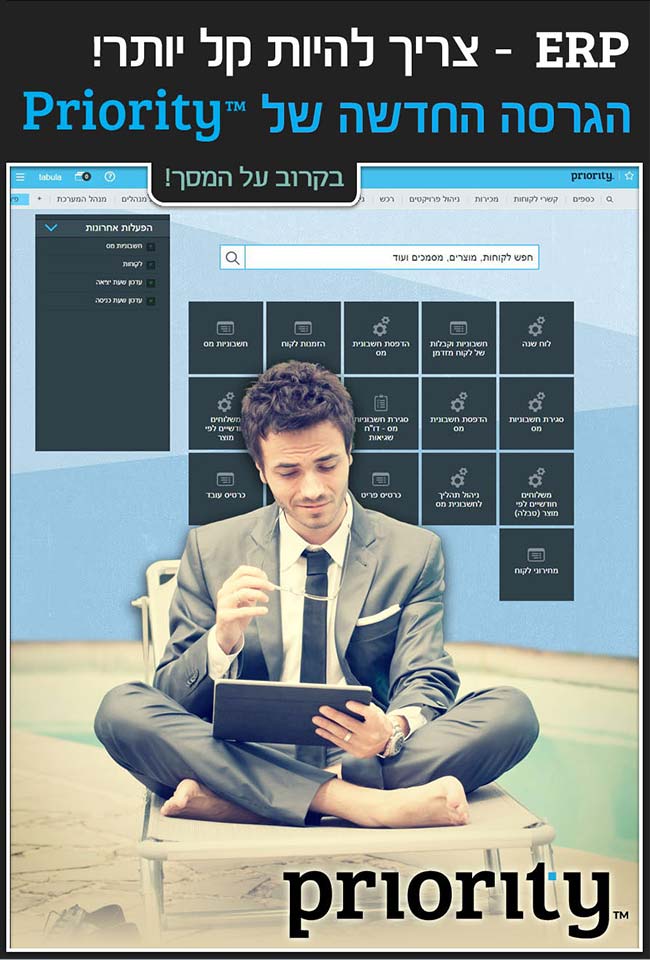 ERP - צריך להיות קל יותר!
הגרסה החדשה של Priority™
בקרוב על המסך!
tabula
0
?
priority
כספים
קשרי לקוחות
מכירות
ניהול פרויקטים
רכש
מנהלים
מנהל המערכת
+
הפעלות אחרונות
חשבוניות מס
לקוחות
עדכון שעת יציאה
עדכון שעת כניסה
חפש לקוחות, מוצרים, מסמכים ועוד
לוח שנה
חשבוניות וקבלות
של לקוח מזדמן
הדפסת חשבונית
מס
הזמנות לקוח
חשבוניות מס
סגירת חשבוניות
מס
הדפסת חשבונית
מס
סגירת חשבוניות
מס - דו"ח
שגיאות
משלוחים
חודשיים לפי
מוצר
משלוחים
חודשיים לפי
מוצר (טבלה)
ניהול תהליך
לחשבונית מס
כרטיס פריט
כרטיס עובד
מחירוני לקוח
priority™